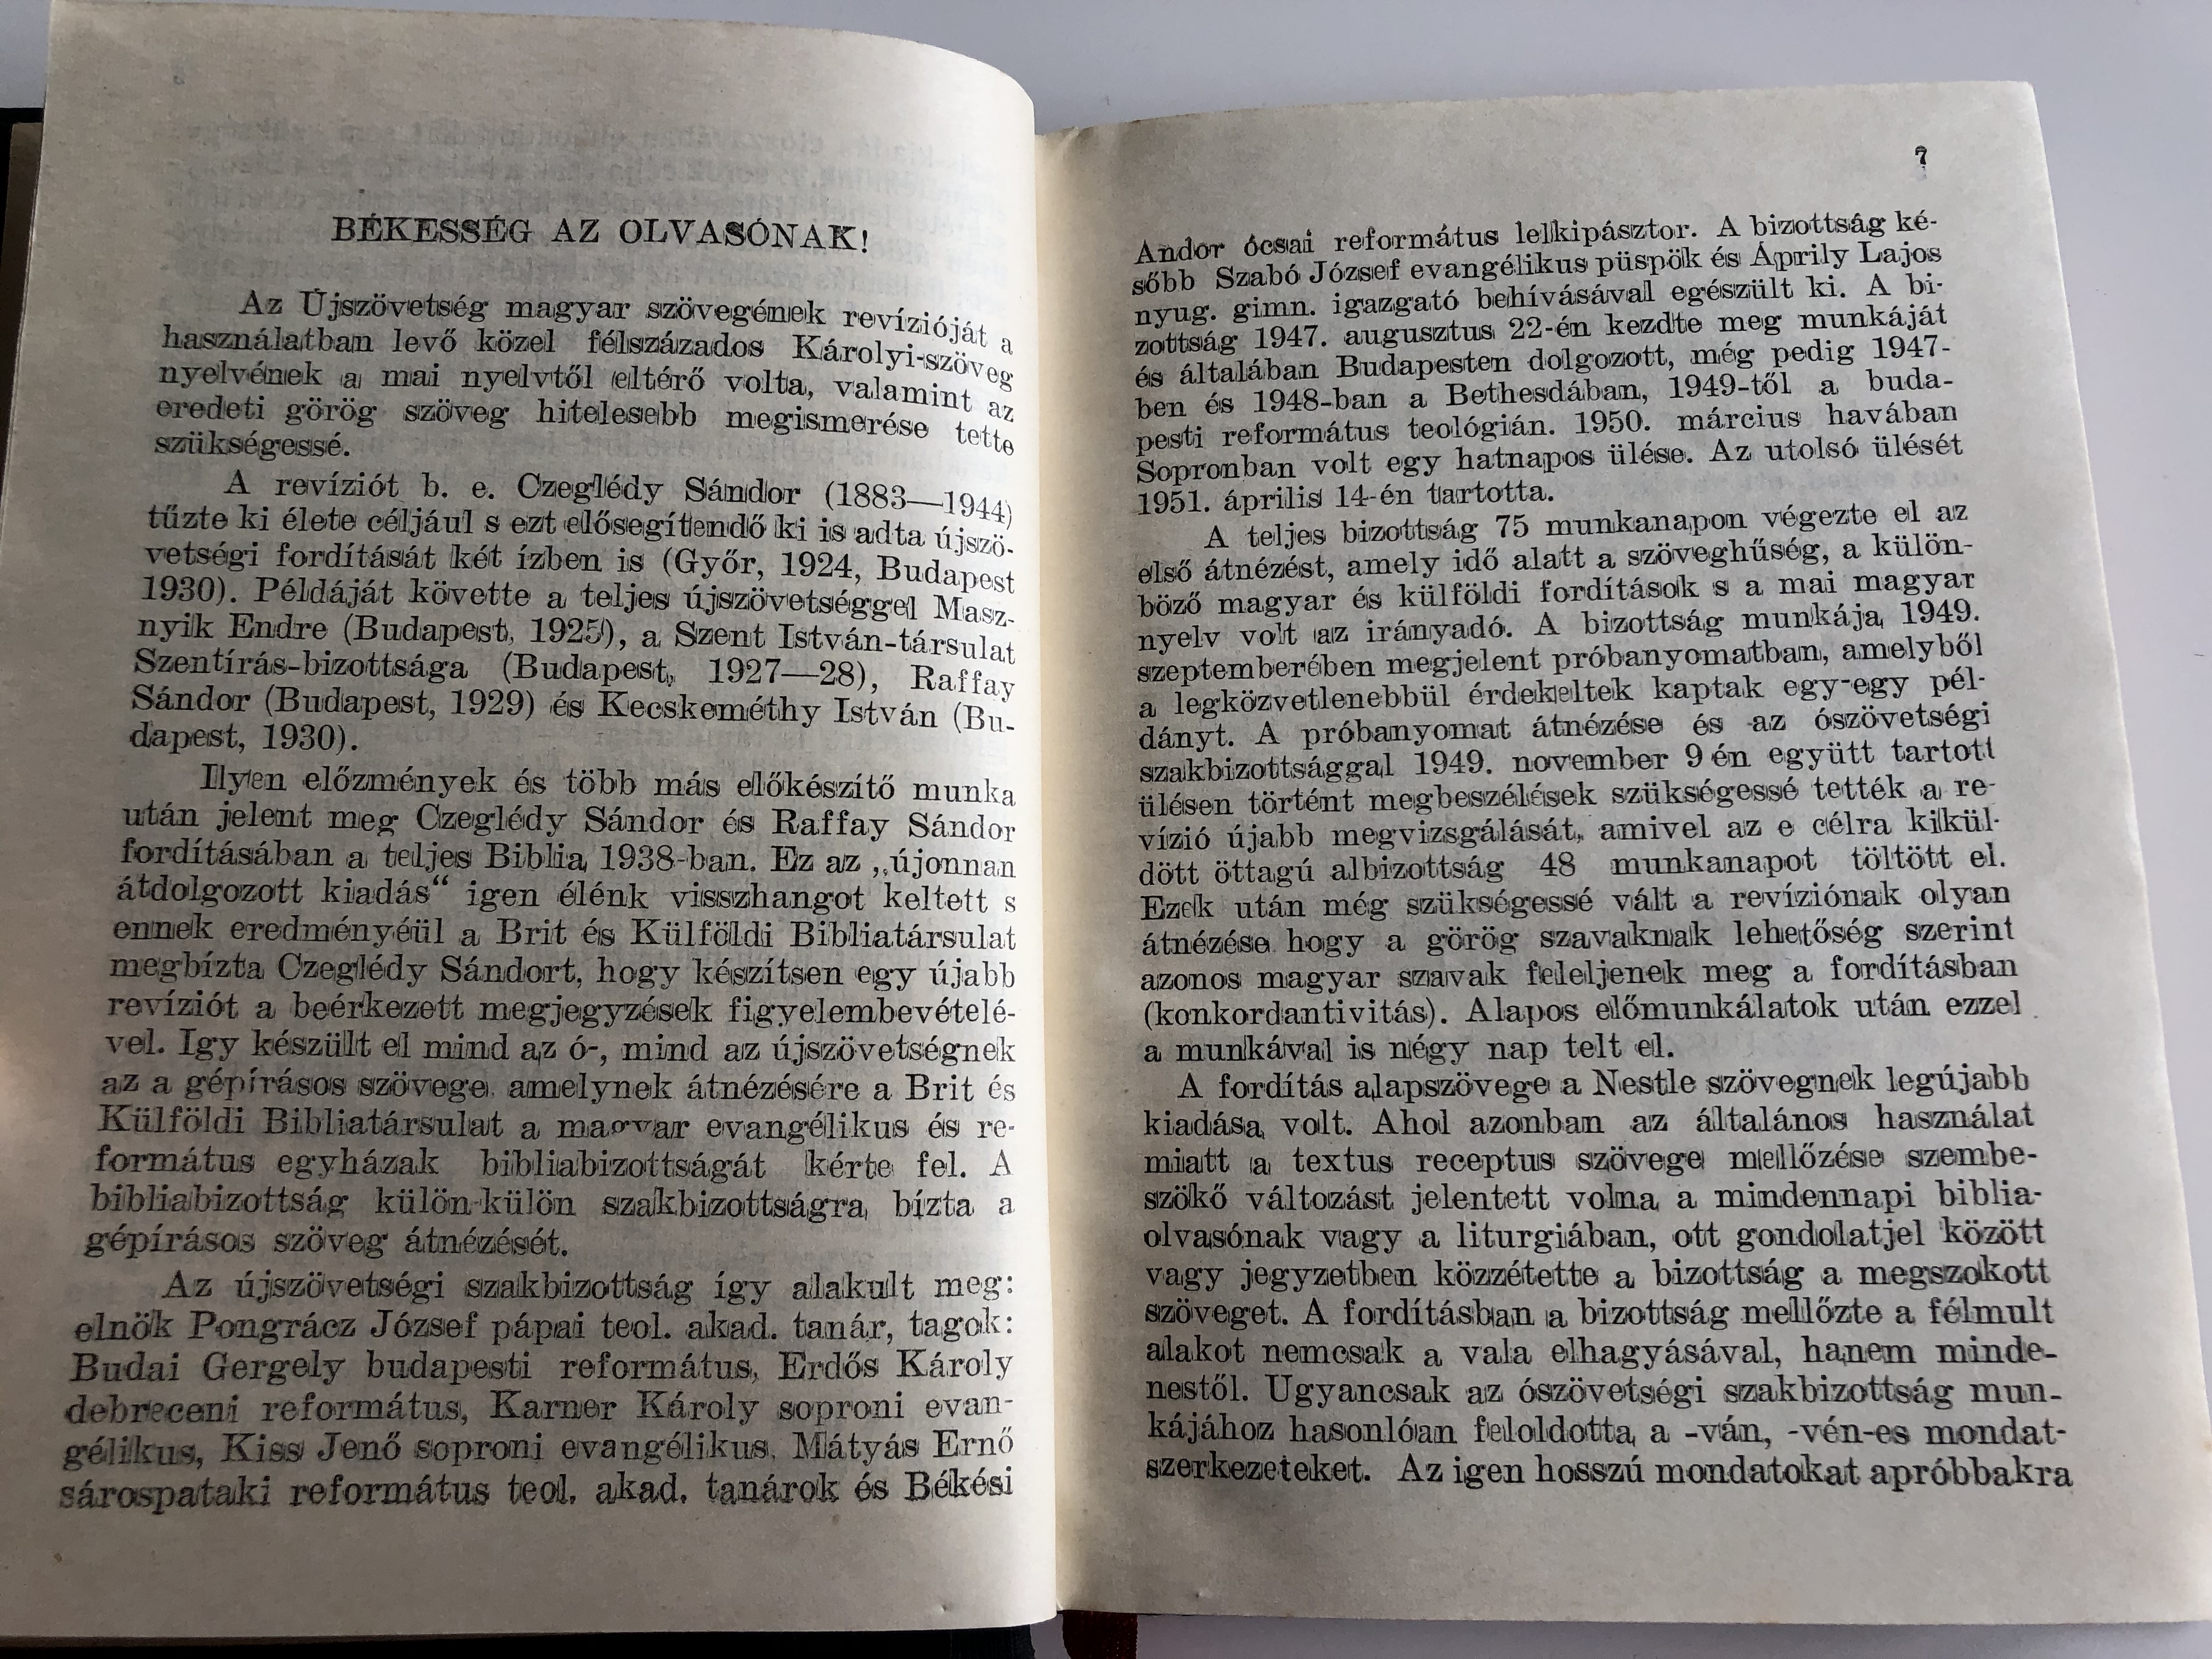 BÉKESSÉG AZ OLVASÓNAK!
Az Újszövetség magyar szövegének revízióját a
használatban levő közel félszázados Károlyi-szöveg
nyelvének a mai nyelvtől eltérő volta, valamint az
eredeti görög szöveg hitelesebb megismerése tette
szükségessé.
A revíziót b. e. Czeglédy Sándor (1883—1944)
tűzte ki élete céljául s ezt elősegítendő ki is adta újszö-
vetségi fordítását két ízben is (Győr, 1924, Budapest
1930). Példáját követte a teljes újszövetséggel Masz-
nyik Endre (Budapest, 1925), a Szent István-társulat
Szentírás-bizottsága (Budapest, 1927—28), Raffay
Sándor (Budapest, 1929) és Kecskeméthy István (Bu-
dapest, 1930).
Ilyen előzmények és több más előkészítő munka
után jelent meg Czeglédy Sándor és Raffay Sándor
fordításában a teljes Biblia 1938-ban. Ez az „újonnan
átdolgozott kiadás“ igen élénk visszhangot keltett s
ennek eredményéül a Brit és Külföldi Bibliatársulat
megbízta Czeglédy Sándort, hogy készítsen egy újabb
revíziót a beérkezett megjegyzések figyelembevételé-
vel. Igy készült el mind az ó-, mind az újszövetségnek
az a gépírásos szövege, amelynek átnézésére a Brit és
Külföldi Bibliatársulat a magyar evangélikus és re-
formátus egyházak bibliabizottságát kérte fel. A
bibliabizottság külön-külön szakbizottságra bízta a
gépírásos szöveg átnézését.
Az újszövetségi szakbizottság így alakult meg:
elnök Pongrácz József pápai teol. akad. tanár, tagok:
Budai Gergely budapesti református, Erdős Károly
debreceni református, Karner Károly soproni evan-
gélikus, Kiss Jenő soproni evangélikus, Mátyás Ernő
sárospataki református teol. akad. tanárok és Békési
7
Andor ócsai református lelkipásztor. A bizottság ké-
sőbb Szabó József evangélikus püspök és Áprily Lajos
nyug. gimn. igazgató behívásával egészült ki. A bi-
zottság 1947. augusztus 22-én kezdte meg munkáját
és általában Budapesten dolgozott, még pedig 1947-
ben és 1948-ban a Bethesdában, 1949-től a buda-
pesti református teológián. 1950. március havában
Sopronban volt egy hatnapos ülése. Az utolsó ülését
1951. április 14-én tartotta.
A teljes bizottság 75 munkanapon végezte el az
első átnézést, amely idő alatt a szöveghűség, a külön-
böző magyar és külföldi fordítások s a mai magyar
nyelv volt az irányadó. A bizottság munkája 1949.
szeptemberében megjelent próbanyomatban, amelyből
a legközvetlenebbül érdekeltek kaptak egy-egy pél-
dányt. A próbanyomat átnézése és az ószövetségi
szakbizottsággal 1949. november 9 én együtt tartott
ülésen történt megbeszélések szükségessé tették a re-
vízió újabb megvizsgálását, amivel az e célra kikül-
dött öttagú albizottság 48 munkanapot töltött el.
Ezek után még szükségessé vált a revíziónak olyan
átnézése hogy a görög szavaknak lehetőség szerint
azonos magyar szavak feleljenek meg a fordításban
(konkordantivitás). Alapos előmunkálatok után ezzel
a munkával is négy nap telt el.
A fordítás alapszövege a Nestle szövegnek legújabb
kiadása volt. Ahol azonban az általános használat
miatt a textus receptus szövege mellőzése szembe-
szökő változást jelentett volna a mindennapi biblia-
olvasónak vagy a liturgiában, ott gondolatjel között
vagy jegyzetben közzétette a bizottság a megszokott
szöveget. A fordításban a bizottság mellőzte a félmult
alakot nemcsak a vala elhagyásával, hanem minde-
nestől. Ugyancsak az ószövetségi szakbizottság mun-
kájához hasonlóan feloldotta a -ván, -vén-es mondat-
szerkezeteket. Az igen hosszú mondatokat apróbbakra